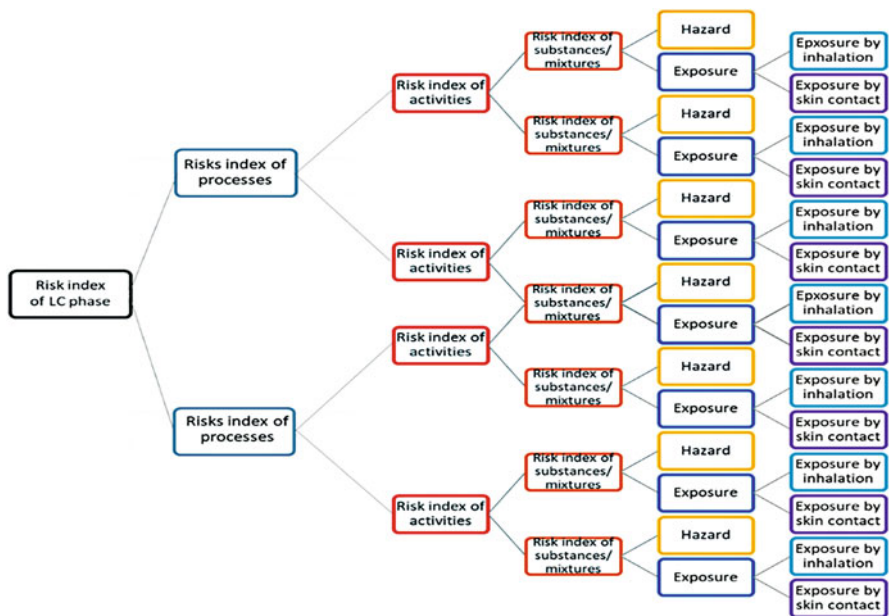 Risk index
of LC phase
Risks index of
processes
Risks index of
processes
Risk index of
activities
Risk index of
activities
Risk index of
activities
Risk index of
activities
Risk index of
substances/
mixtures
Risk index of
substances/
mixtures
Risk index of
substances/
mixtures
Risk index of
substances/
mixtures
Risk index of
substances/
mixtures
Risk index of
substances/
mixtures
Risk index of
substances/
mixtures
Hazard
Exposure
Hazard
Exposure
Hazard
Exposure
Hazard
Exposure
Hazard
Exposure
Hazard
Exposure
Hazard
Exposure
Epxosure by
inhalation
Exposure by
skin contact
Exposure by
inhalation
Exposure by
skin contact
Exposure by
inhalation
Exposure by
skin contact
Epxosure by
inhalation
Exposure by
skin contact
Exposure by
inhalation
Exposure by
skin contact
Exposure by
inhalation
Exposure by
skin contact
Exposure by
inhalation
Exposure by
skin contact